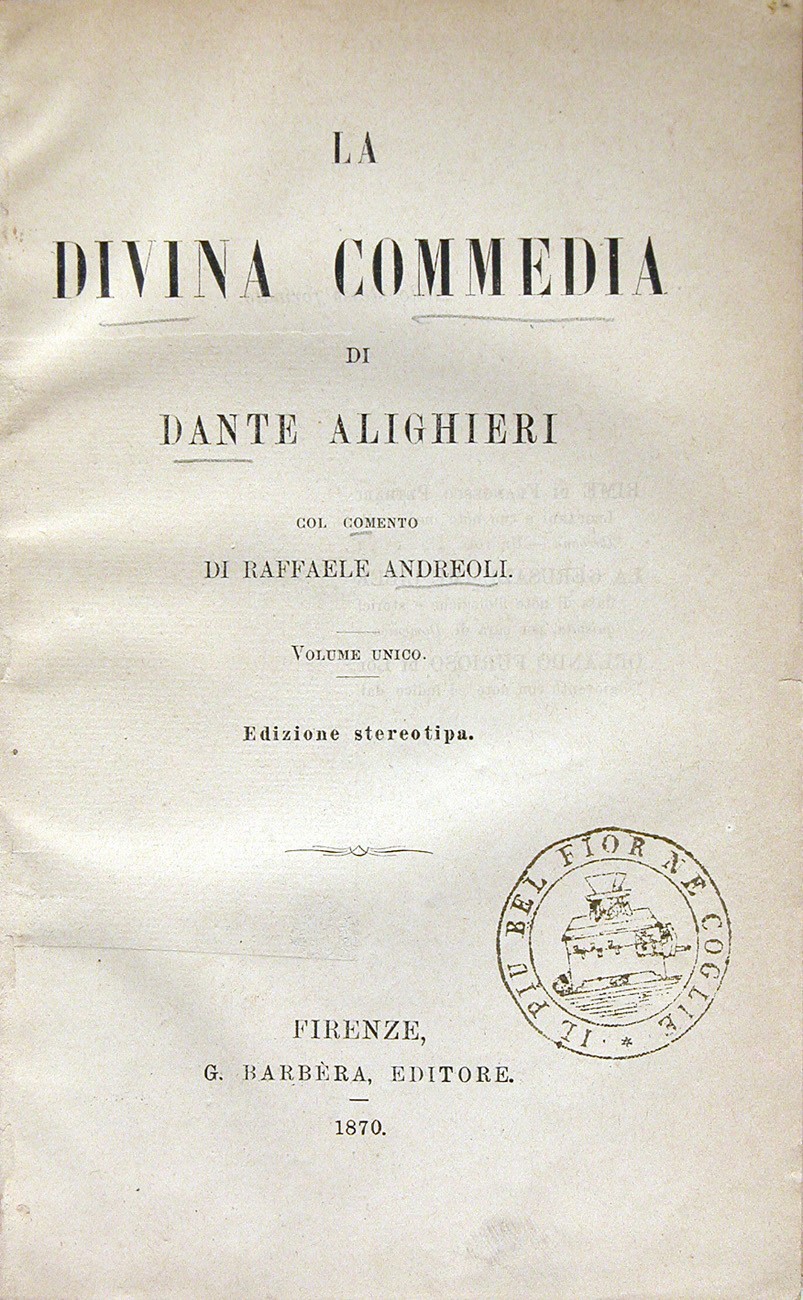 LA
DIVINA COMMEDIA
DI
DANTE ALIGHIERI
COL COMENTO
DI RAFFAELE ANDREOLI.
VOLUME UNICO.
Edizione stereotipa.
IL PIÙ BEL FIOR NE COGLIE *
FIRENZE,
G. BARBÈRA, EDITORE.
1870.